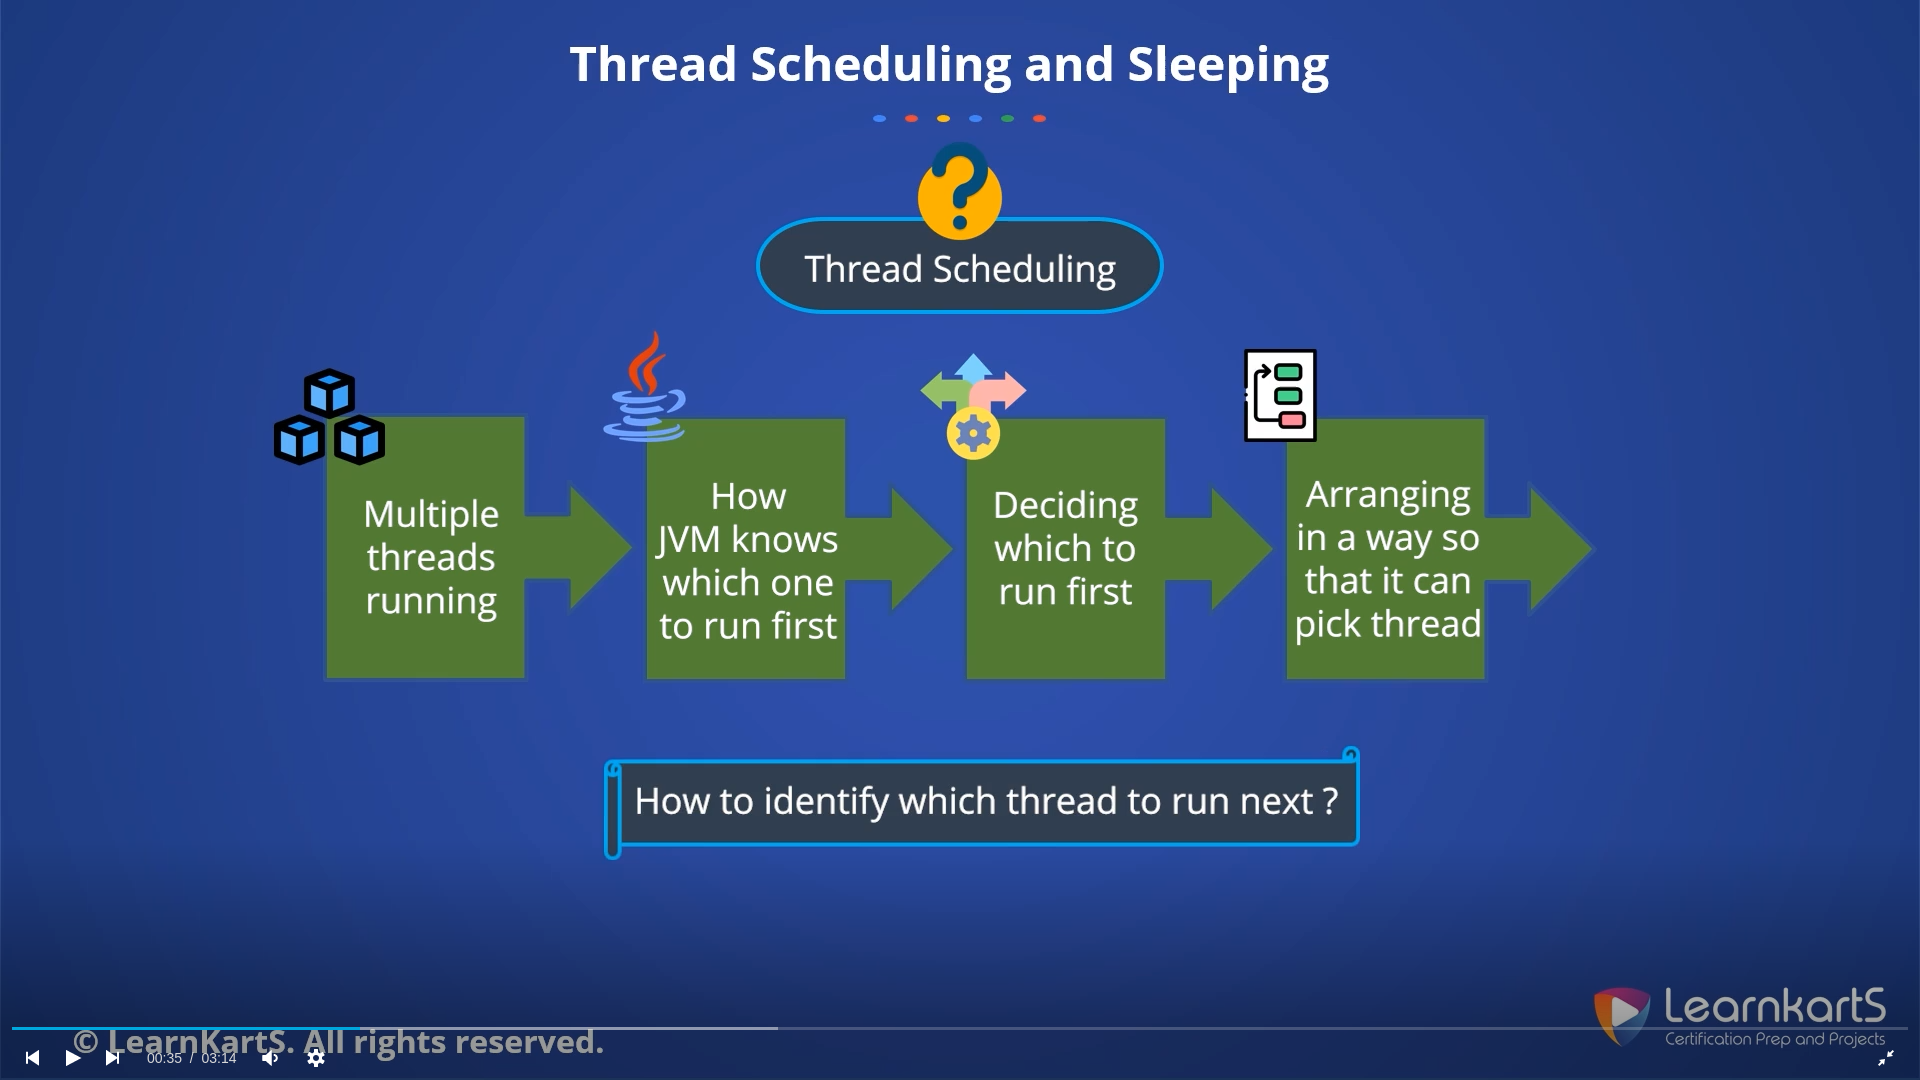 Thread Scheduling and Sleeping
Thread Scheduling
Multiple
threads
running
How
JVM knows
which one
to run first
Deciding
which to
run first
Arranging
in a way so
that it can
pick thread
How to identify which thread to run next ?
LearnkartS
Certification Prep and Projects
© LearnKartS. All rights reserved.
00:35 / 03:14